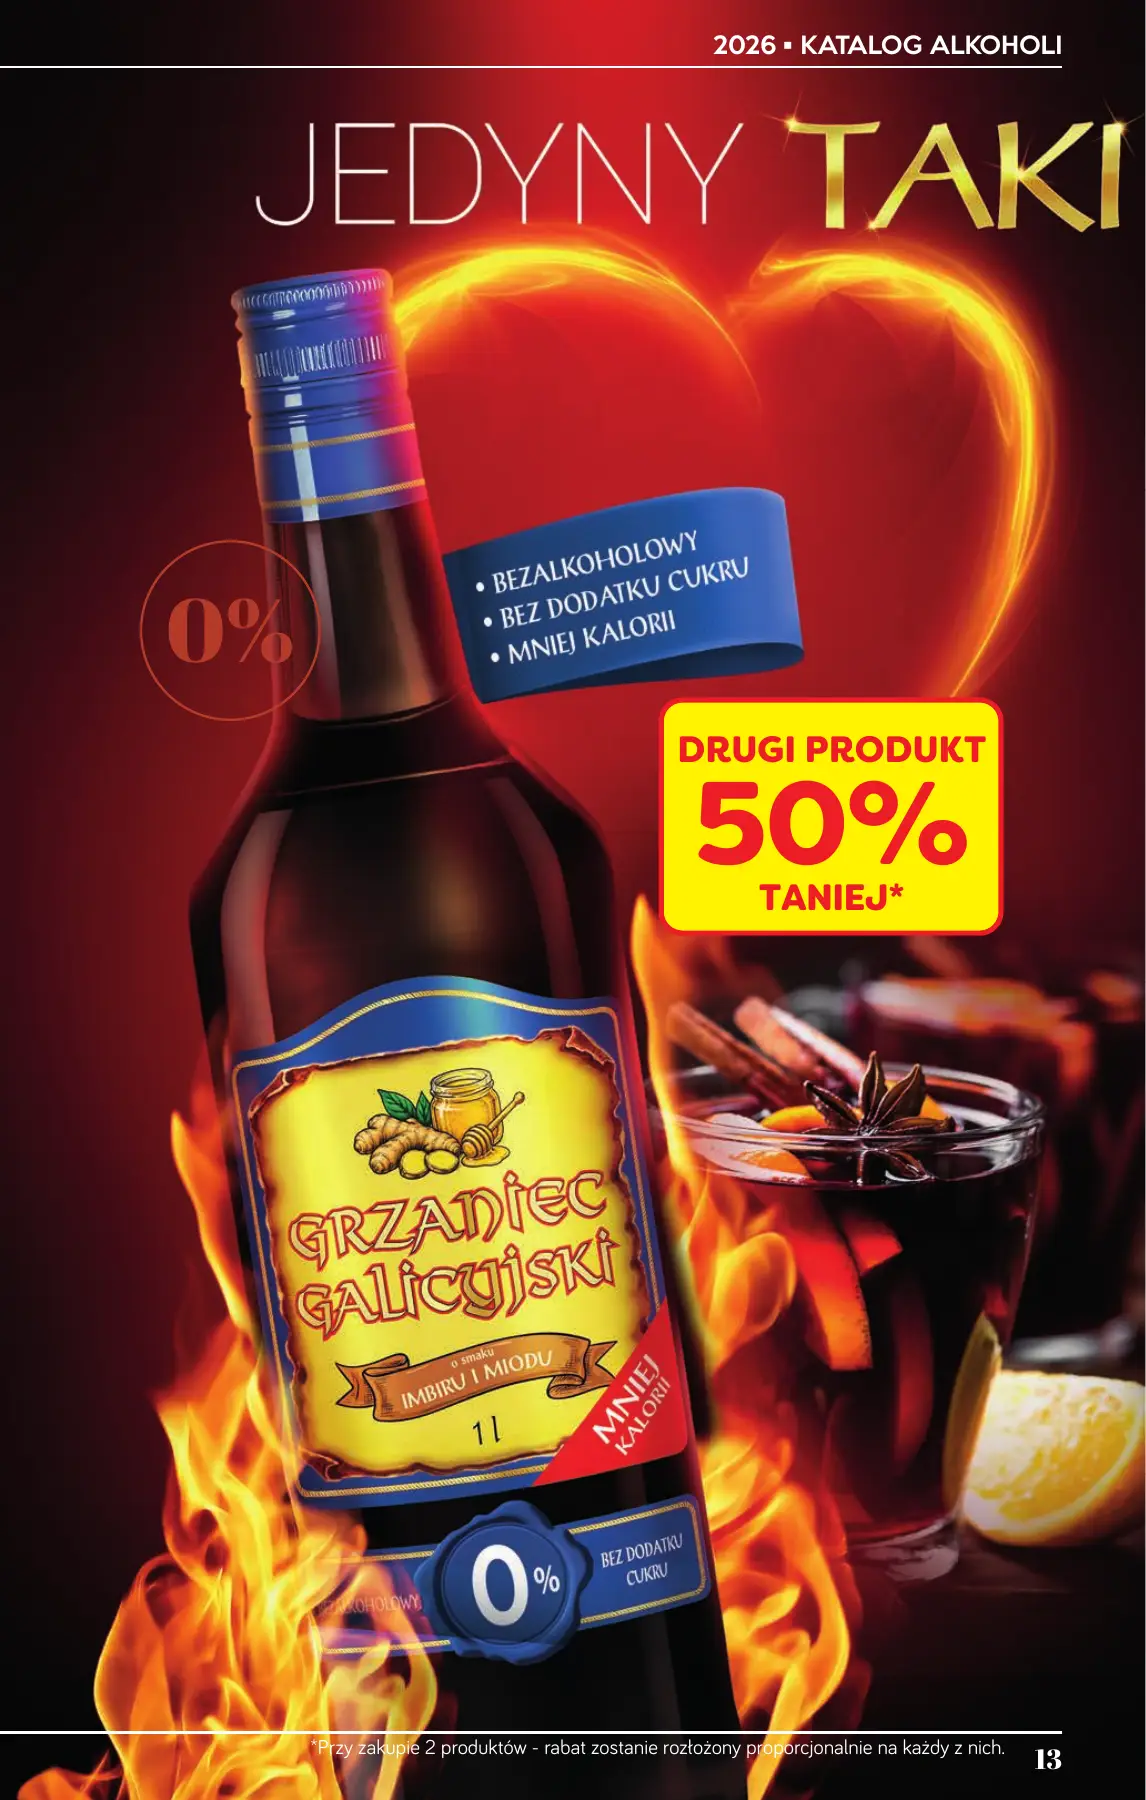 2026 ▪ KATALOG ALKOHOLI
JEDYNY TAKI
• BEZALKOHOLOWY
• BEZ DODATKU CUKRU
• MNIEJ KALORII
0%
DRUGI PRODUKT
50%
TANIEJ*
GRZANIEC
GALICYJSKI
o smaku
IMBIRU I MIODU
1 l
MNIEJ
KALORII
BEZALKOHOLOWY
0%
BEZ DODATKU
CUKRU
*Przy zakupie 2 produktów - rabat zostanie rozłożony proporcjonalnie na każdy z nich.
13